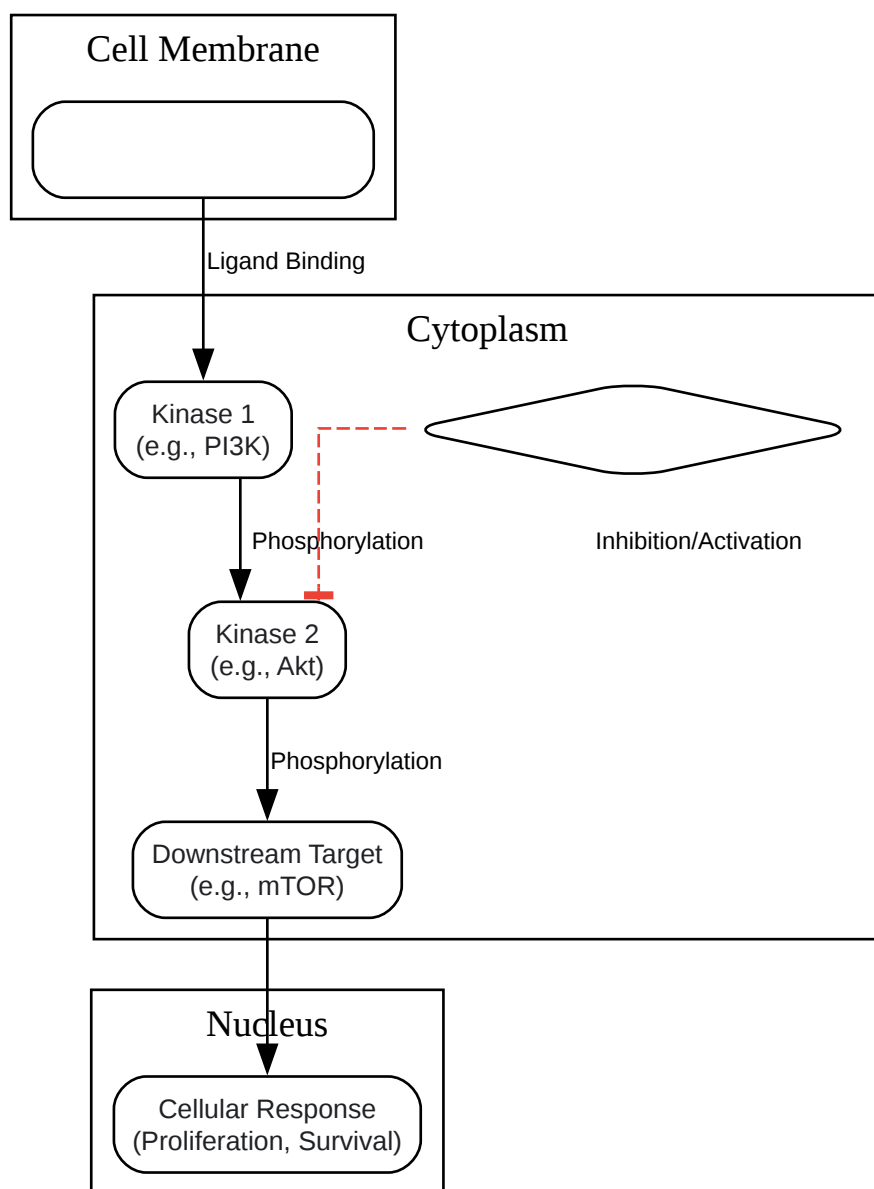 Cell Membrane
Ligand Binding
Cytoplasm
Kinase 1
(e.g., PI3K)
Phosphorylation
Inhibition/Activation
Kinase 2
(e.g., Akt)
Phosphorylation
Downstream Target
(e.g., mTOR)
Nucleus
Cellular Response
(Proliferation, Survival)